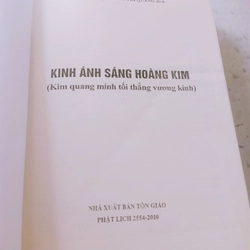 KINH ÁNH SÁNG HOÀNG KIM
(Kim quang minh tối thắng vương kinh)
NHÀ XUẤT BẢN TÔN GIÁO
PHẬT LỊCH 2554-2010